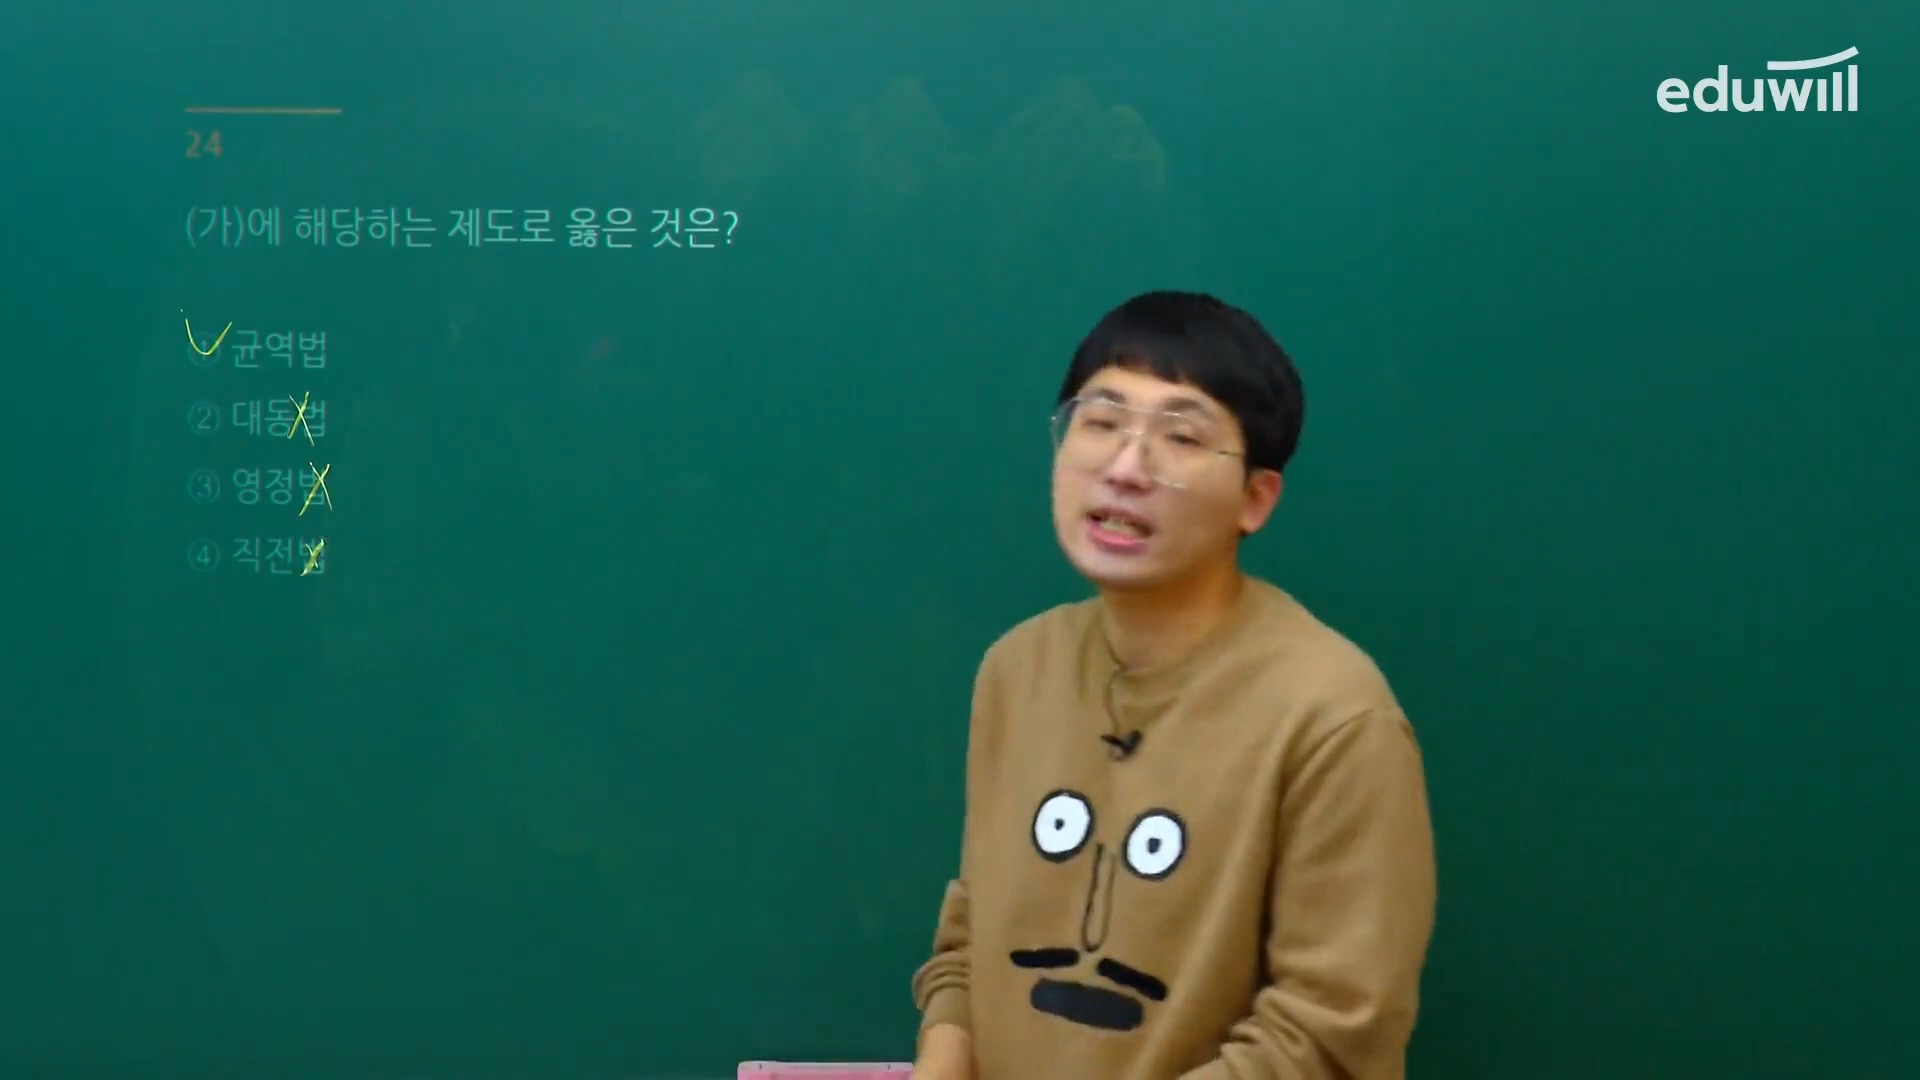 eduwill
24
(가)에 해당하는 제도로 옳은 것은?
① 균역법
② 대동법
③ 영정법
④ 직전법